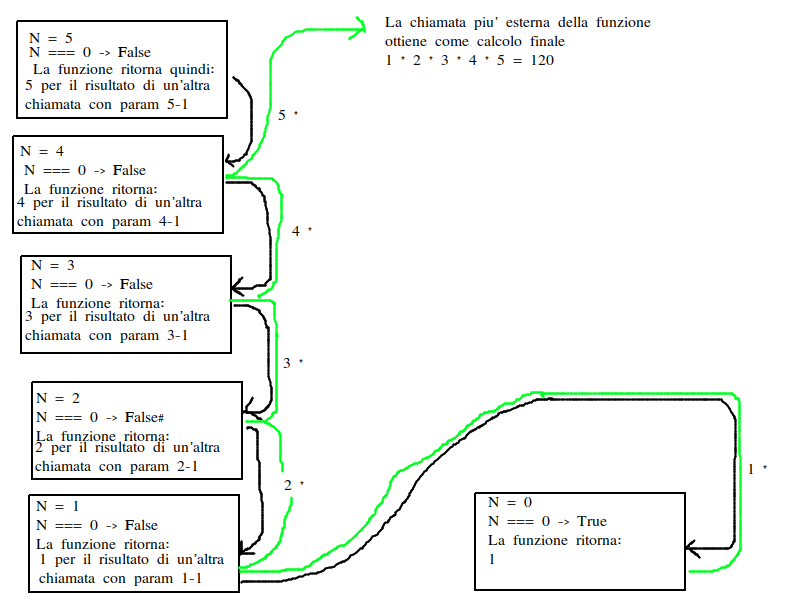 N = 5
N === 0 -> False
La funzione ritorna quindi:
5 per il risultato di un'altra
chiamata con param 5-1
5 *
La chiamata piu' esterna della funzione
ottiene come calcolo finale
1 * 2 * 3 * 4 * 5 = 120
N = 4
N === 0 -> False
La funzione ritorna:
4 per il risultato di un'altra
chiamata con param 4-1
4 *
N = 3
N === 0 -> False
La funzione ritorna:
3 per il risultato di un'altra
chiamata con param 3-1
3 *
N = 2
N === 0 -> False#
La funzione ritorna:
2 per il risultato di un'altra
chiamata con param 2-1
2 *
N = 1
N === 0 -> False
La funzione ritorna:
1 per il risultato di un'altra
chiamata con param 1-1
1 *
N = 0
N === 0 -> True
La funzione ritorna:
1